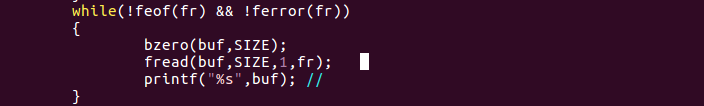 while(!feof(fr) && !ferror(fr))
{
bzero(buf,SIZE);
fread(buf,SIZE,1,fr);
printf("%s",buf); //
}